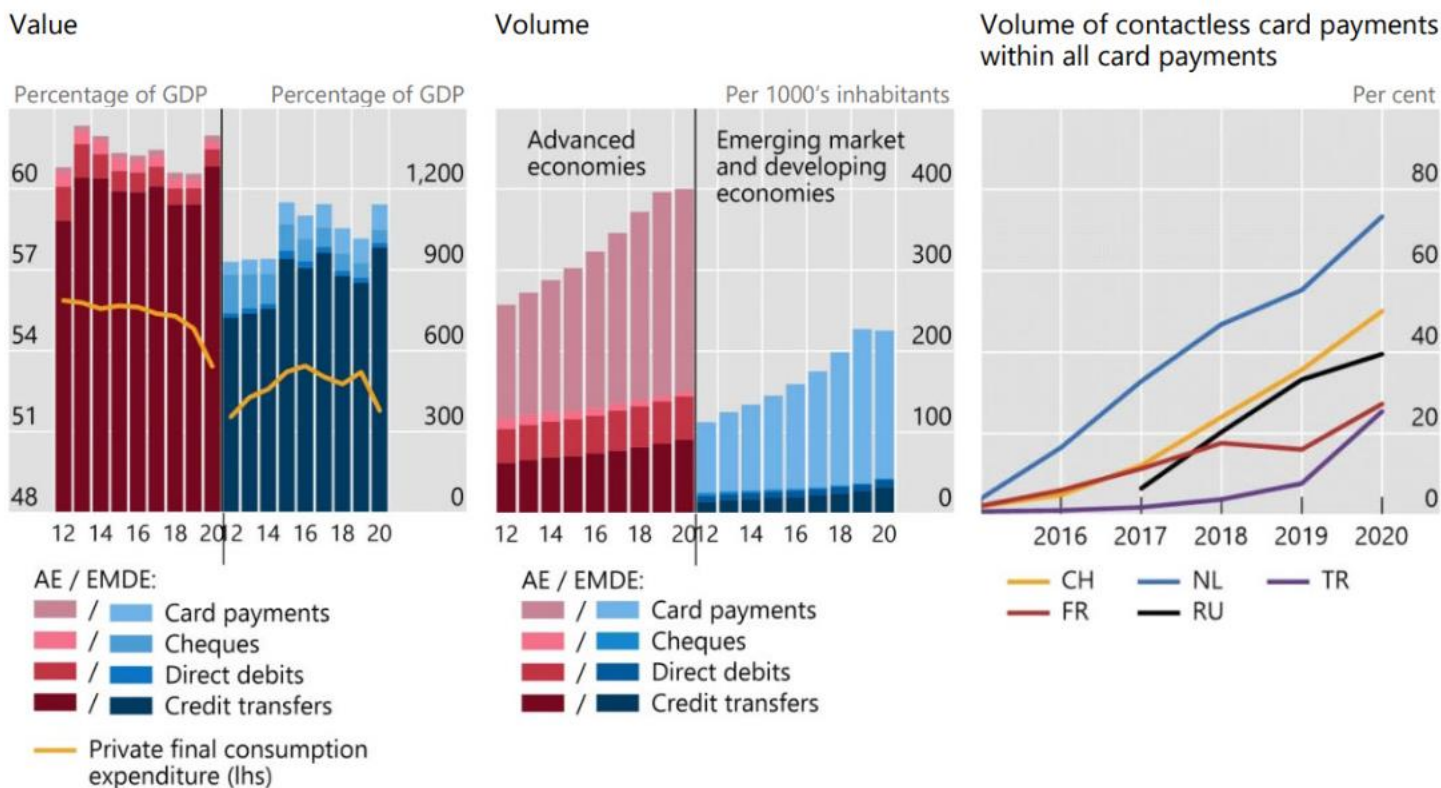 Value
Percentage of GDP
Percentage of GDP
60
57
54
51
48
1,200
900
600
300
0
12 14 16 18 20 12 14 16 18 20
AE / EMDE:
/ Card payments
/ Cheques
/ Direct debits
/ Credit transfers
Private final consumption
expenditure (lhs)
Volume
Per 1000's inhabitants
Advanced
economies
Emerging market
and developing
economies
400
300
200
100
0
12 14 16 18 20 12 14 16 18 20
AE / EMDE:
/ Card payments
/ Cheques
/ Direct debits
/ Credit transfers
Volume of contactless card payments
within all card payments
Per cent
80
60
40
20
0
2016 2017 2018 2019 2020
CH NL TR
FR RU